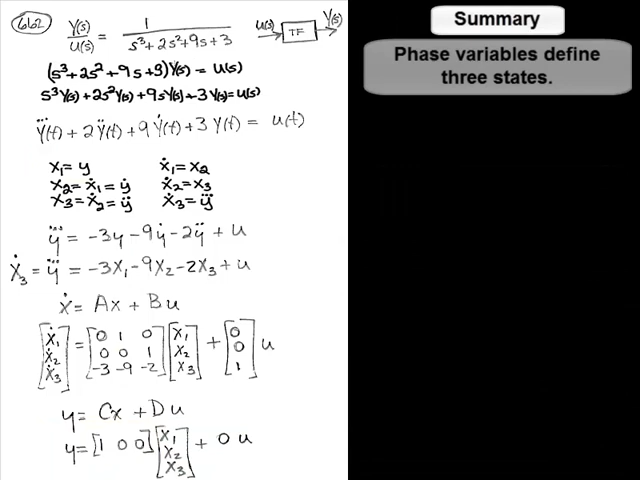 662
Y(s)/U(s) = 1/(s³+2s²+9s+3)
U(s) → TF → Y(s)
(s³+2s²+9s+3)Y(s) = U(s)
s³Y(s)+2s²Y(s)+9sY(s)+3Y(s)=U(s)
y⃛(t)+2ÿ(t)+9ẏ(t)+3y(t) = u(t)
x₁= y    ẋ₁= x₂
x₂= ẋ₁= ẏ    ẋ₂= x₃
x₃= ẋ₂= ÿ    ẋ₃= y⃛
y⃛ = -3y-9ẏ-2ÿ+u
ẋ₃ = y⃛ = -3x₁-9x₂-2x₃+u
ẋ = Ax + Bu
[ẋ₁ ẋ₂ ẋ₃] = [0 1 0; 0 0 1; -3 -9 -2][x₁ x₂ x₃] + [0 0 1] u
y = Cx + Du
y = [1 0 0][x₁ x₂ x₃] + 0 u
Summary
Phase variables define
three states.